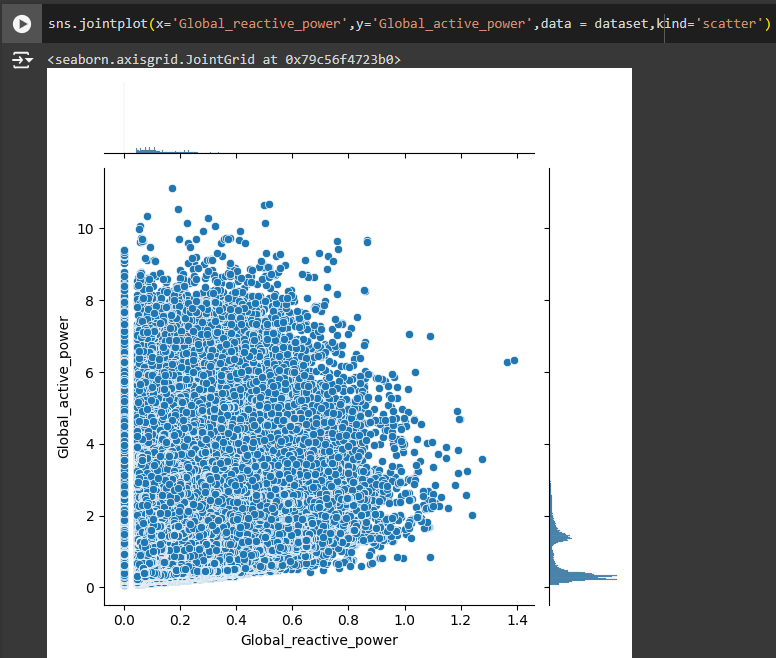 sns.jointplot(x='Global_reactive_power',y='Global_active_power',data = dataset,kind='scatter')
<seaborn.axisgrid.JointGrid at 0x79c56f4723b0>
10
8
6
4
2
0
Global_active_power
0.0 0.2 0.4 0.6 0.8 1.0 1.2 1.4
Global_reactive_power